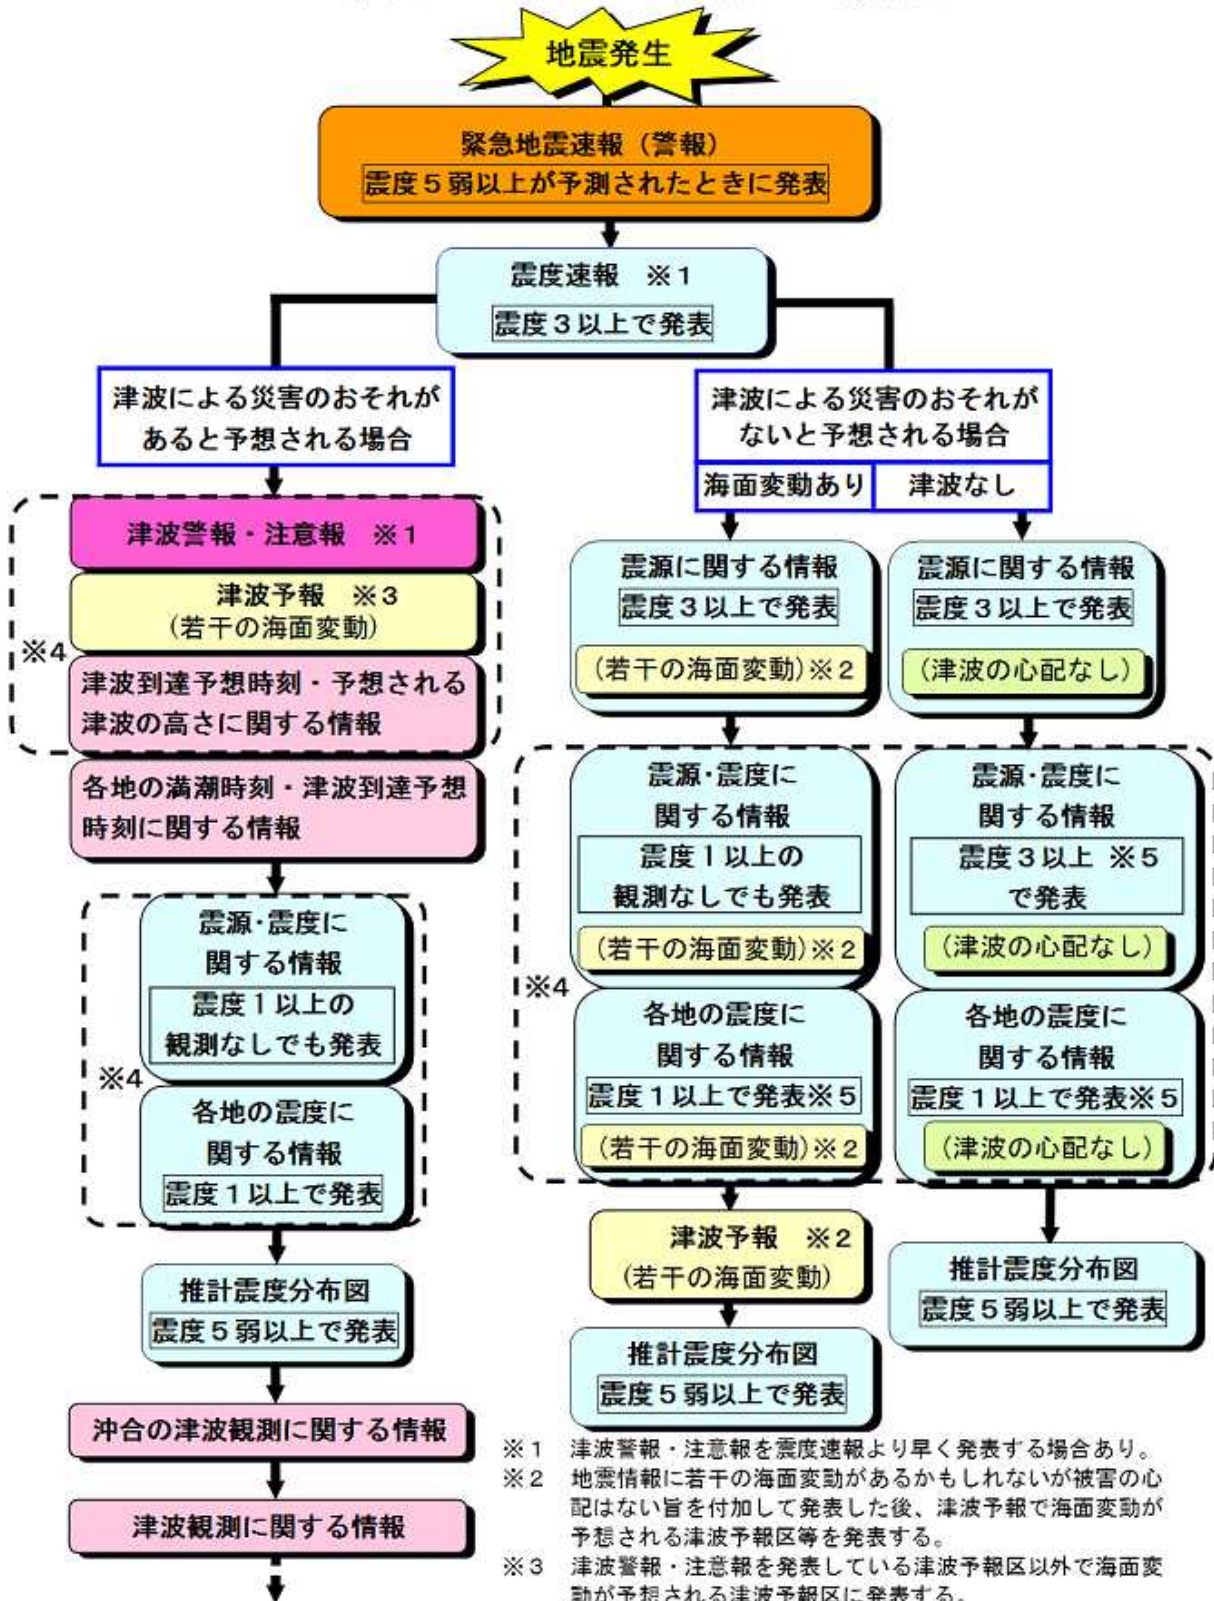 地震発生
緊急地震速報（警報）
震度５弱以上が予測されたときに発表
震度速報　※１
震度３以上で発表
津波による災害のおそれが
あると予想される場合
津波による災害のおそれが
ないと予想される場合
海面変動あり
津波なし
津波警報・注意報　※１
津波予報　※３
(若干の海面変動)
※4
津波到達予想時刻・予想される
津波の高さに関する情報
各地の満潮時刻・津波到達予想
時刻に関する情報
震源･震度に
関する情報
震度１以上の
観測なしでも発表
※4
各地の震度に
関する情報
震度１以上で発表
推計震度分布図
震度５弱以上で発表
沖合の津波観測に関する情報
津波観測に関する情報
震源に関する情報
震度３以上で発表
(若干の海面変動)※２
震源･震度に
関する情報
震度１以上の
観測なしでも発表
(若干の海面変動)※２
※4
各地の震度に
関する情報
震度１以上で発表※５
(若干の海面変動)※２
津波予報　※２
(若干の海面変動)
推計震度分布図
震度５弱以上で発表
震源に関する情報
震度３以上で発表
(津波の心配なし)
震源･震度に
関する情報
震度３以上 ※５
で発表
(津波の心配なし)
各地の震度に
関する情報
震度１以上で発表※５
(津波の心配なし)
推計震度分布図
震度５弱以上で発表
※１　津波警報・注意報を震度速報より早く発表する場合あり。
※２　地震情報に若干の海面変動があるかもしれないが被害の心
配はない旨を付加して発表した後、津波予報で海面変動が
予想される津波予報区等を発表する。
※３　津波警報・注意報を発表している津波予報区以外で海面変
動が予想される津波予報区に発表する。